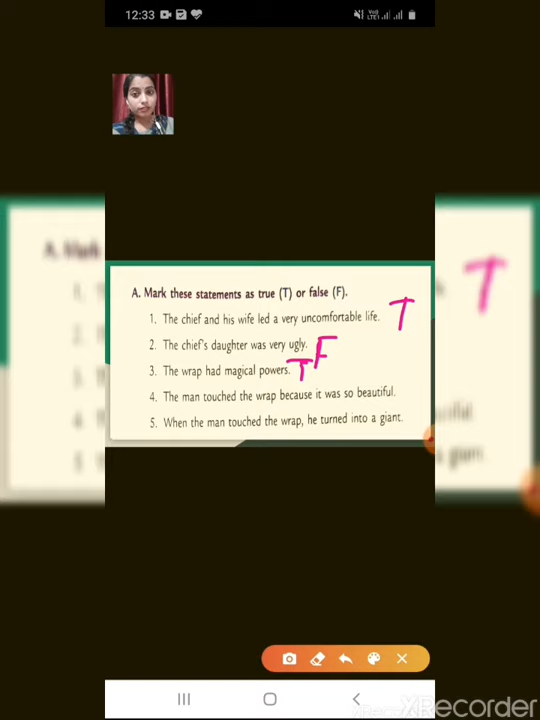 12:33
A. Mark these statements as true (T) or false (F).
1. The chief and his wife led a very uncomfortable life. T
2. The chief's daughter was very ugly. F
3. The wrap had magical powers. T
4. The man touched the wrap because it was so beautiful.
5. When the man touched the wrap, he turned into a giant.
XRecorder